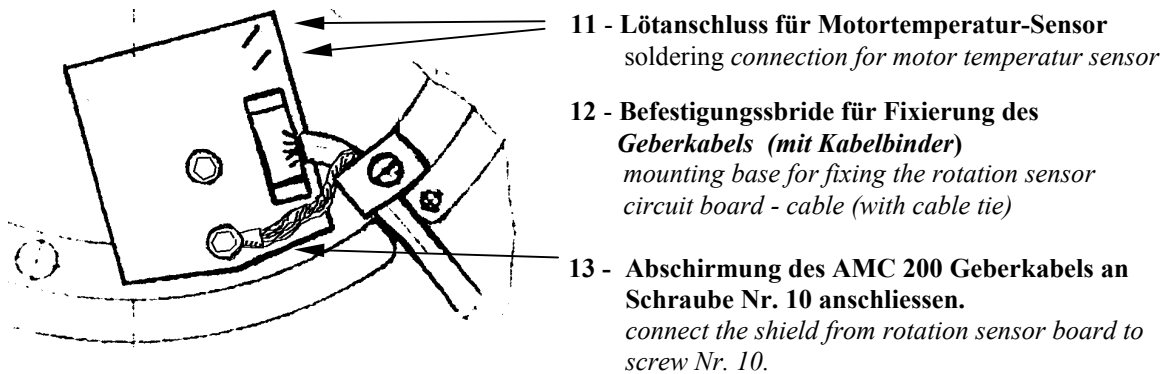 11 - Lötanschluss für Motortemperatur-Sensor
soldering connection for motor temperatur sensor
12 - Befestigungssbride für Fixierung des
Geberkabels (mit Kabelbinder)
mounting base for fixing the rotation sensor
circuit board - cable (with cable tie)
13 - Abschirmung des AMC 200 Geberkabels an
Schraube Nr. 10 anschliessen.
connect the shield from rotation sensor board to
screw Nr. 10.